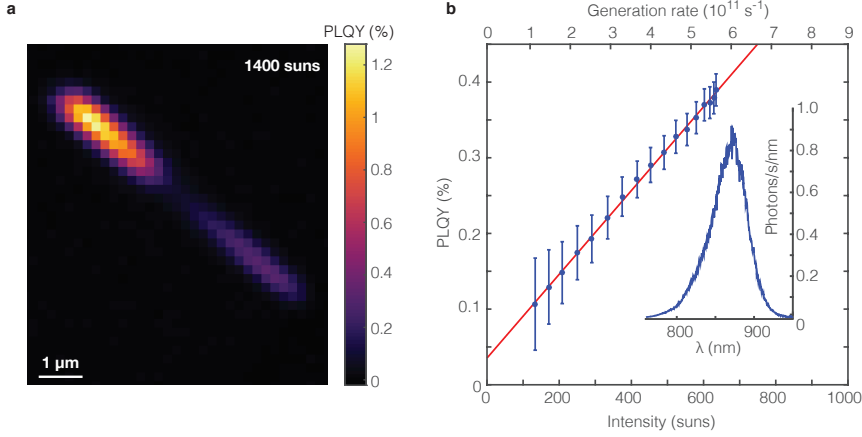 a
PLQY (%)
1400 suns
1.2
1
0.8
0.6
0.4
0.2
0
1 µm
b
Generation rate (10¹¹ s⁻¹)
0 1 2 3 4 5 6 7 8 9
0.4
0.3
0.2
0.1
0
PLQY (%)
0 200 400 600 800 1000
Intensity (suns)
1.0
0.8
0.6
0.4
0.2
0
Photons/s/nm
800 900
λ (nm)